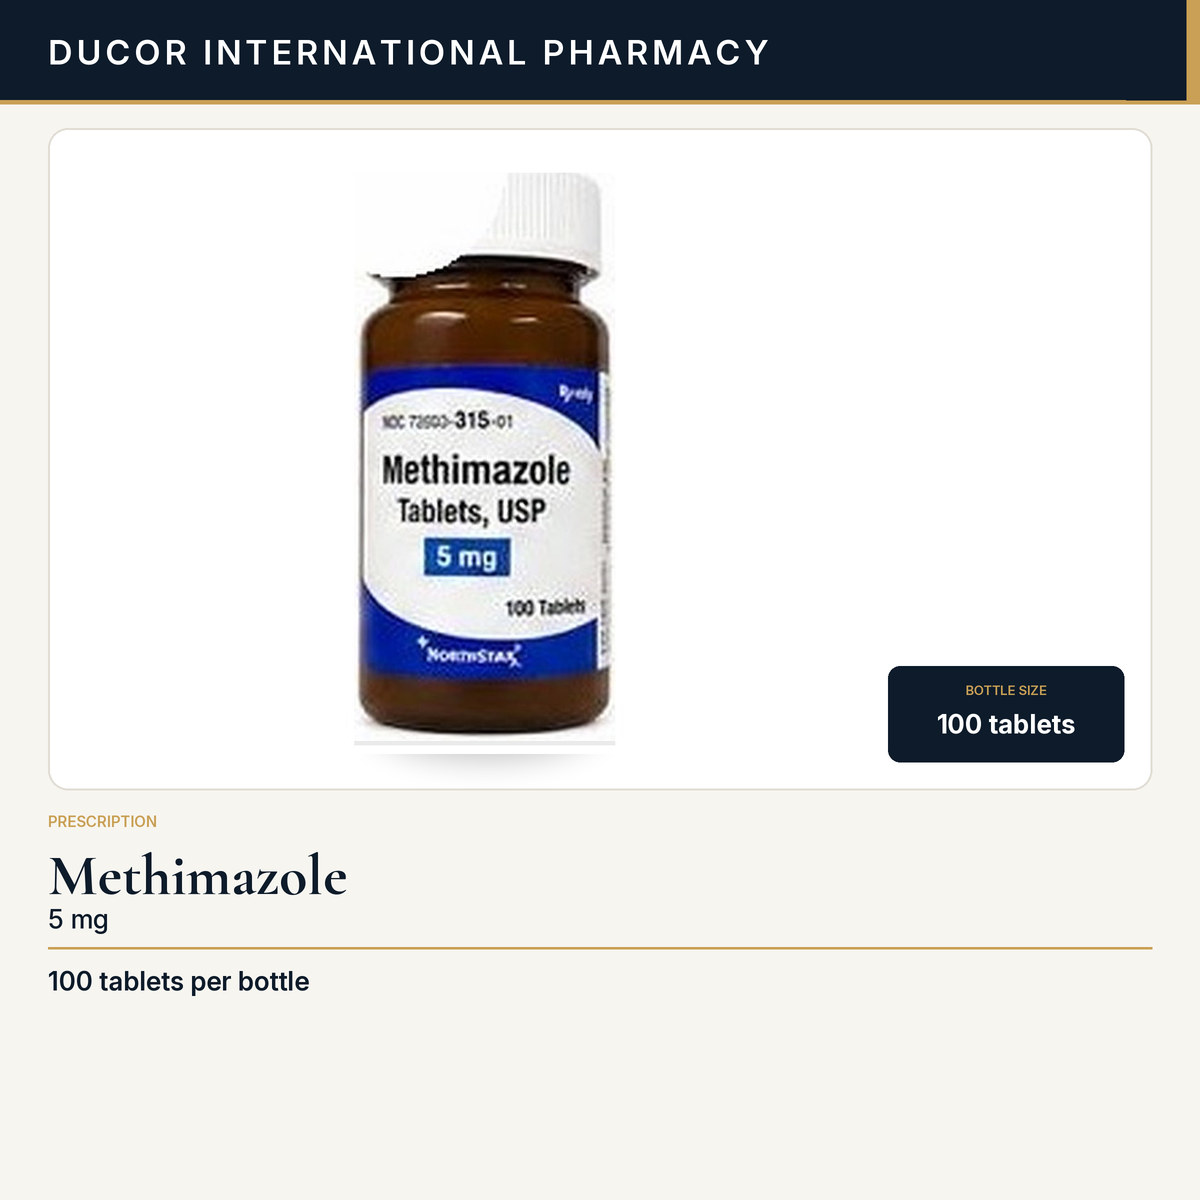 DUCOR INTERNATIONAL PHARMACY
Rx only
NDC 72603-315-01
Methimazole
Tablets, USP
5 mg
100 Tablets
NORTHSTAR
BOTTLE SIZE
100 tablets
PRESCRIPTION
Methimazole
5 mg
100 tablets per bottle